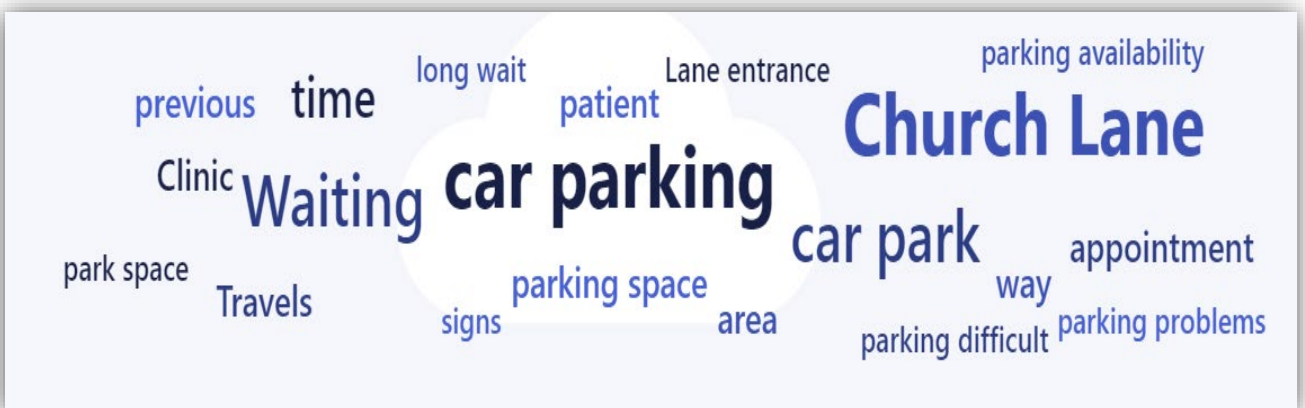 parking availability
long wait
Lane entrance
previous
time
patient
Church Lane
Clinic
Waiting
car parking
car park
appointment
park space
Travels
parking space
way
signs
area
parking difficult
parking problems